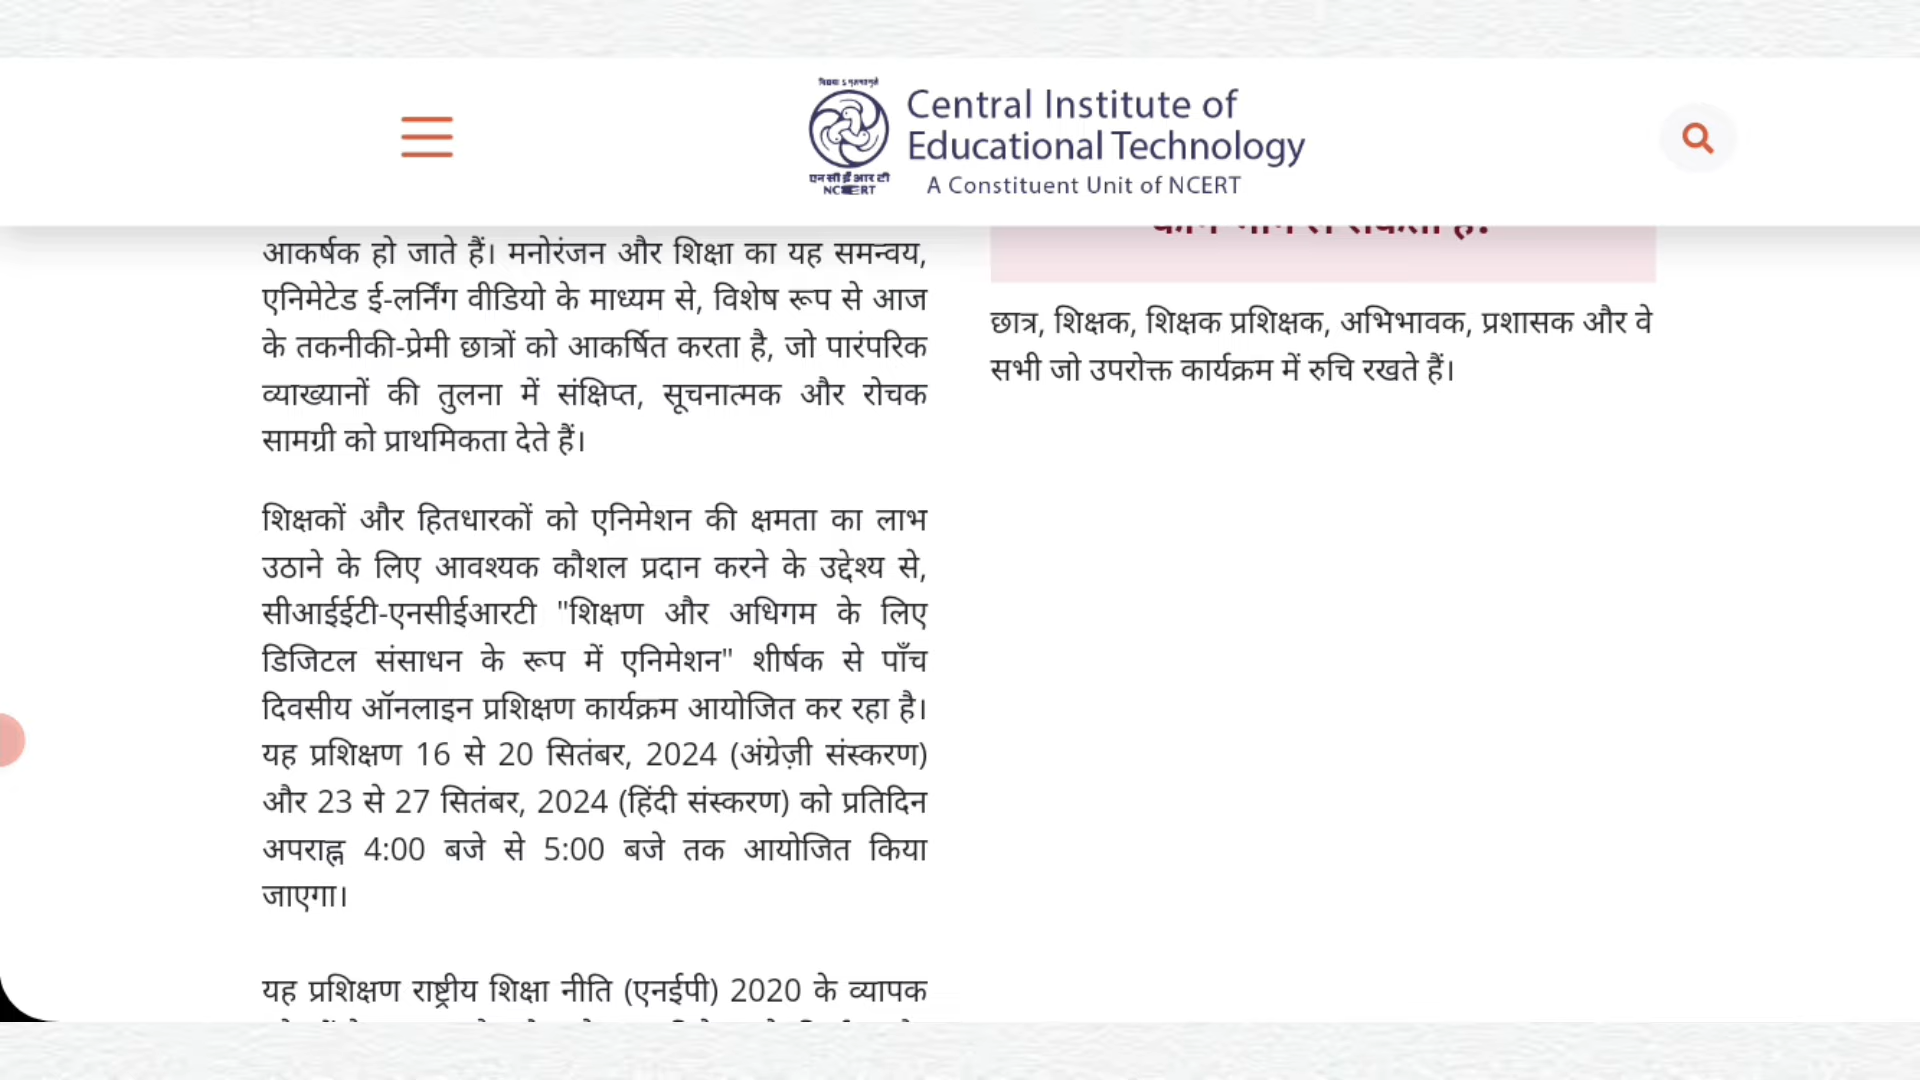 विद्यया ऽ मृतमश्नुते
एन सी ई आर टी
NCERT
Central Institute of
Educational Technology
A Constituent Unit of NCERT
आकर्षक हो जाते हैं। मनोरंजन और शिक्षा का यह समन्वय,
एनिमेटेड ई-लर्निंग वीडियो के माध्यम से, विशेष रूप से आज
के तकनीकी-प्रेमी छात्रों को आकर्षित करता है, जो पारंपरिक
व्याख्यानों की तुलना में संक्षिप्त, सूचनात्मक और रोचक
सामग्री को प्राथमिकता देते हैं।
शिक्षकों और हितधारकों को एनिमेशन की क्षमता का लाभ
उठाने के लिए आवश्यक कौशल प्रदान करने के उद्देश्य से,
सीआईईटी-एनसीईआरटी "शिक्षण और अधिगम के लिए
डिजिटल संसाधन के रूप में एनिमेशन" शीर्षक से पाँच
दिवसीय ऑनलाइन प्रशिक्षण कार्यक्रम आयोजित कर रहा है।
यह प्रशिक्षण 16 से 20 सितंबर, 2024 (अंग्रेज़ी संस्करण)
और 23 से 27 सितंबर, 2024 (हिंदी संस्करण) को प्रतिदिन
अपराह्न 4:00 बजे से 5:00 बजे तक आयोजित किया
जाएगा।
यह प्रशिक्षण राष्ट्रीय शिक्षा नीति (एनईपी) 2020 के व्यापक
छात्र, शिक्षक, शिक्षक प्रशिक्षक, अभिभावक, प्रशासक और वे
सभी जो उपरोक्त कार्यक्रम में रुचि रखते हैं।